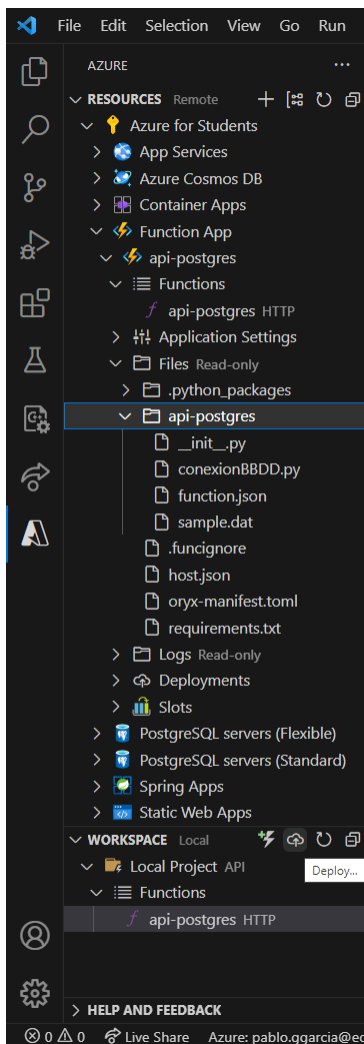 File Edit Selection View Go Run
AZURE
RESOURCES Remote
Azure for Students
App Services
Azure Cosmos DB
Container Apps
Function App
api-postgres
Functions
api-postgres HTTP
Application Settings
Files Read-only
.python_packages
api-postgres
__init__.py
conexionBBDD.py
function.json
sample.dat
.funcignore
host.json
oryx-manifest.toml
requirements.txt
Logs Read-only
Deployments
Slots
PostgreSQL servers (Flexible)
PostgreSQL servers (Standard)
Spring Apps
Static Web Apps
WORKSPACE Local
Local Project API
Deploy...
Functions
api-postgres HTTP
HELP AND FEEDBACK
0 0 Live Share Azure: pablo.ggarcia@ec